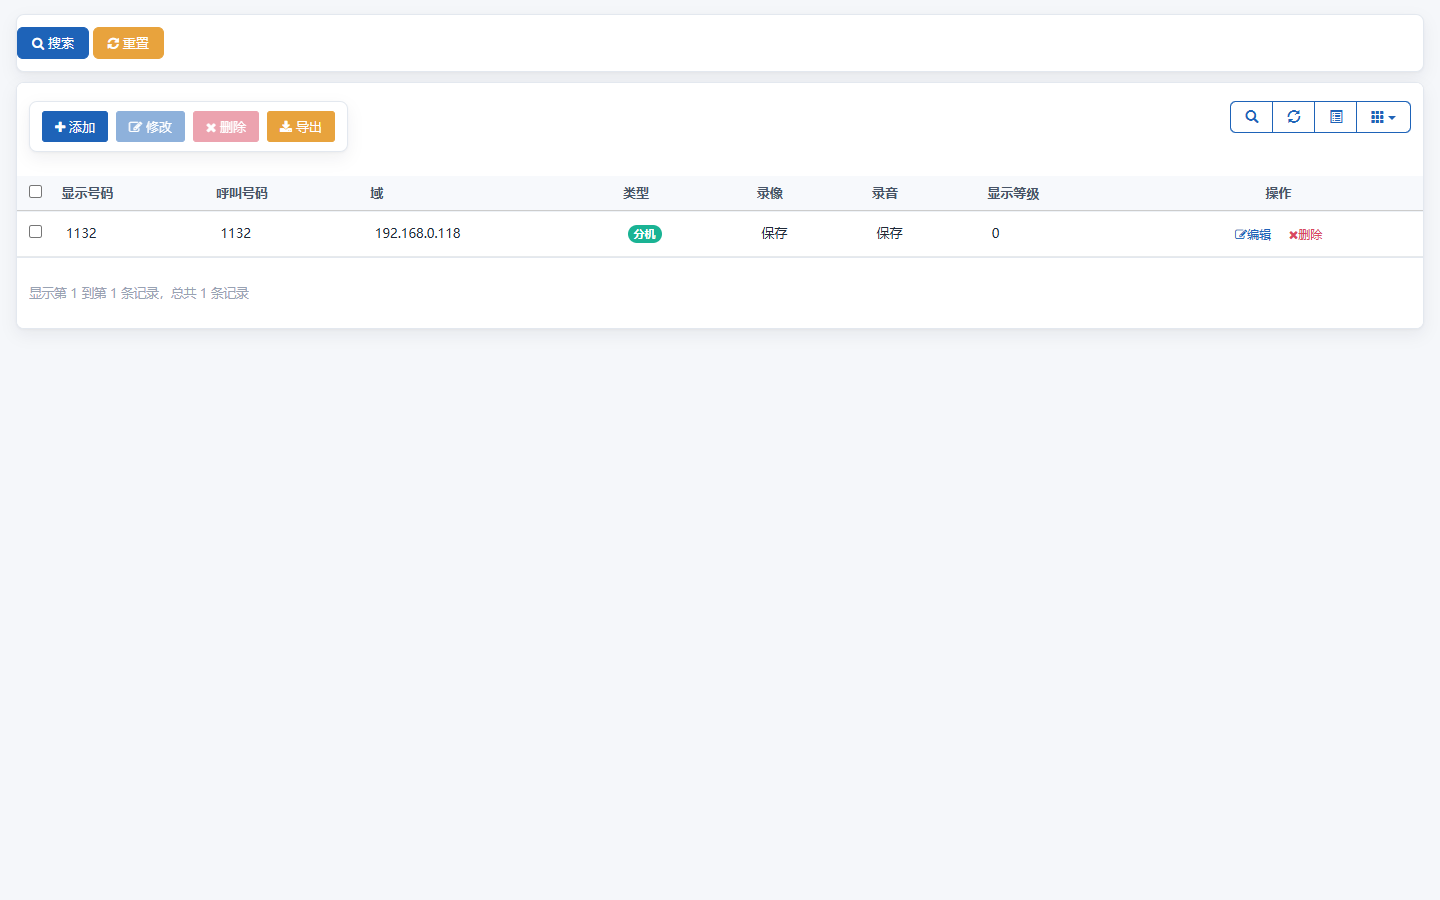 搜索 重置
添加 修改 删除 导出
显示号码 呼叫号码 域 类型 录像 录音 显示等级 操作
1132 1132 192.168.0.118 分机 保存 保存 0 编辑 删除
显示第 1 到第 1 条记录，总共 1 条记录